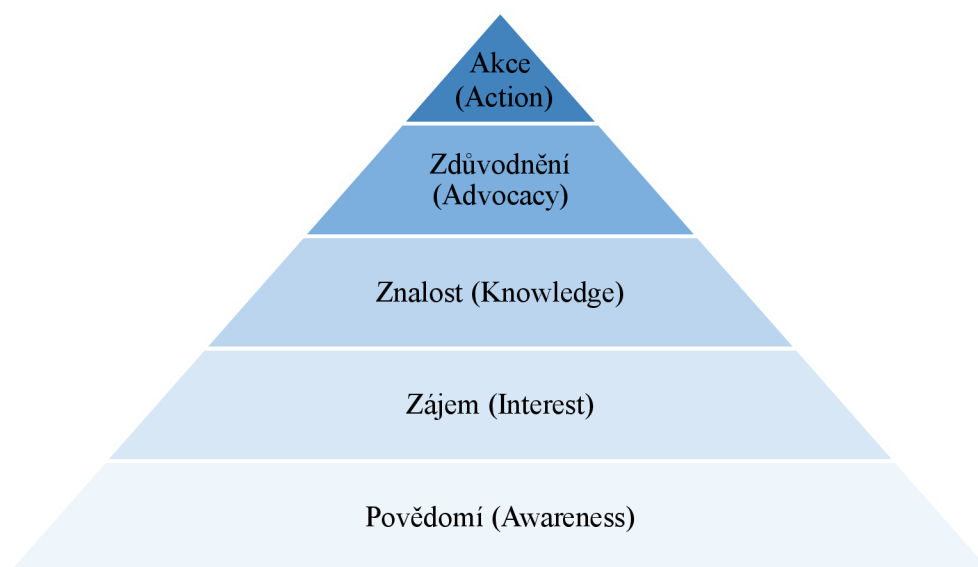 Akce
(Action)
Zdůvodnění
(Advocacy)
Znalost (Knowledge)
Zájem (Interest)
Povědomí (Awareness)